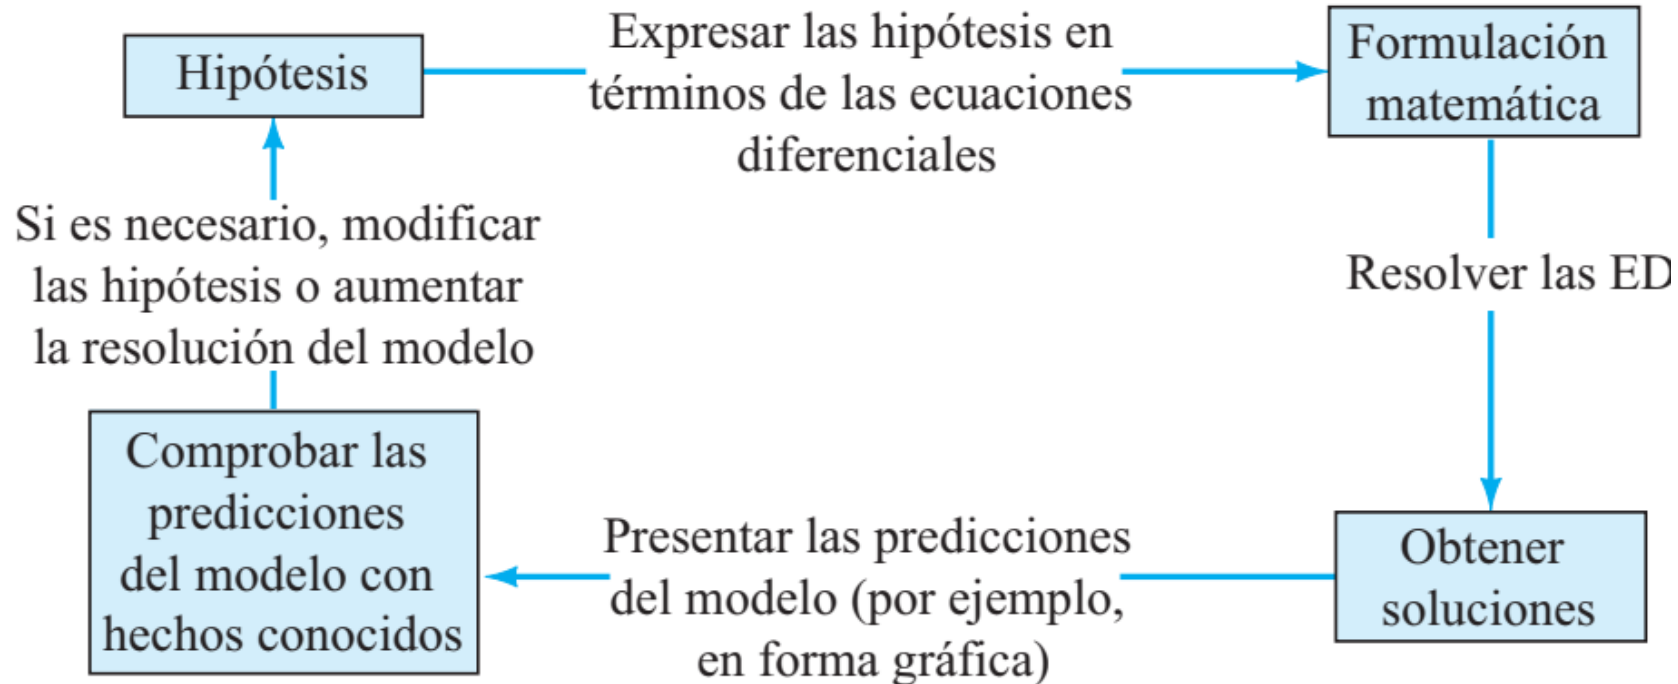 Hipótesis
Expresar las hipótesis en
términos de las ecuaciones
diferenciales
Formulación
matemática
Resolver las ED
Obtener
soluciones
Presentar las predicciones
del modelo (por ejemplo,
en forma gráfica)
Comprobar las
predicciones
del modelo con
hechos conocidos
Si es necesario, modificar
las hipótesis o aumentar
la resolución del modelo